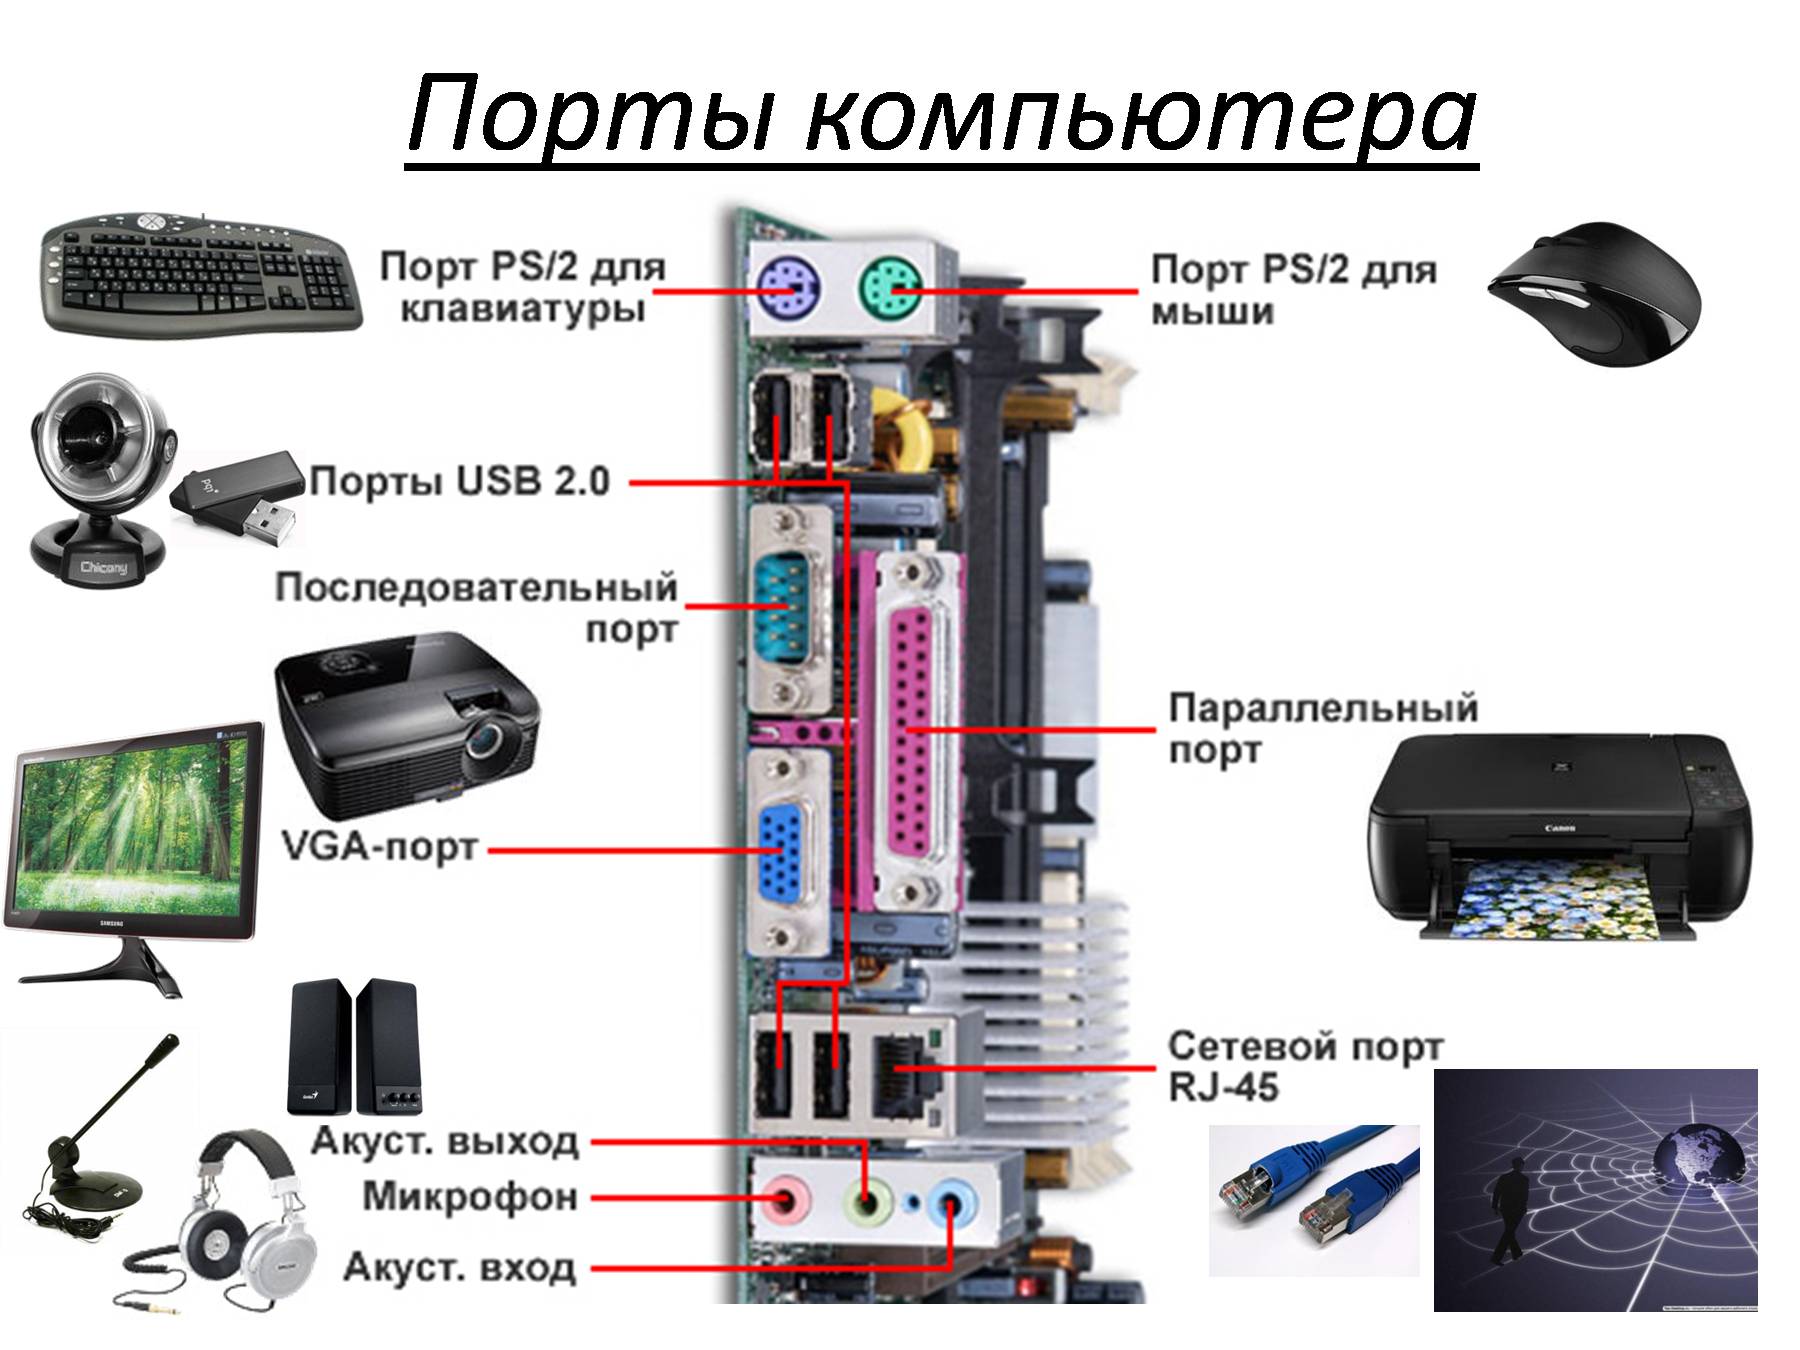 Порты компьютера
Порт PS/2 для
клавиатуры
Порт PS/2 для
мыши
Порты USB 2.0
pqi
Chicony
Последовательный
порт
Параллельный
порт
VGA-порт
SAMSUNG
Canon
Сетевой порт
RJ-45
Genius
Акуст. выход
Микрофон
Акуст. вход